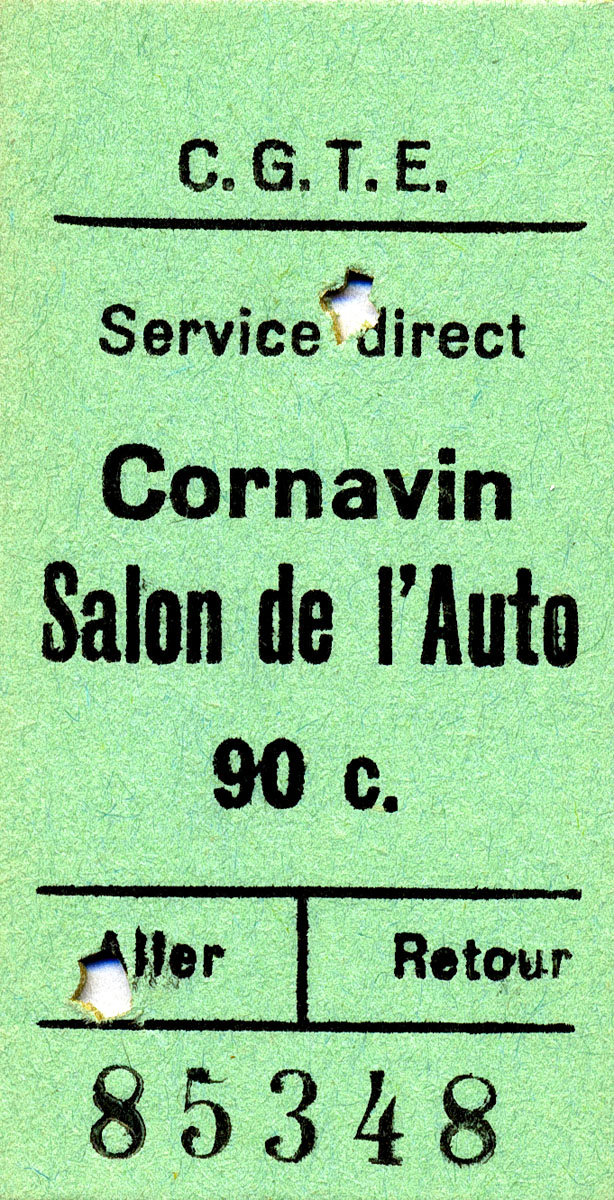 C. G. T. E.
Service direct
Cornavin
Salon de l'Auto
90 c.
Aller Retour
85348